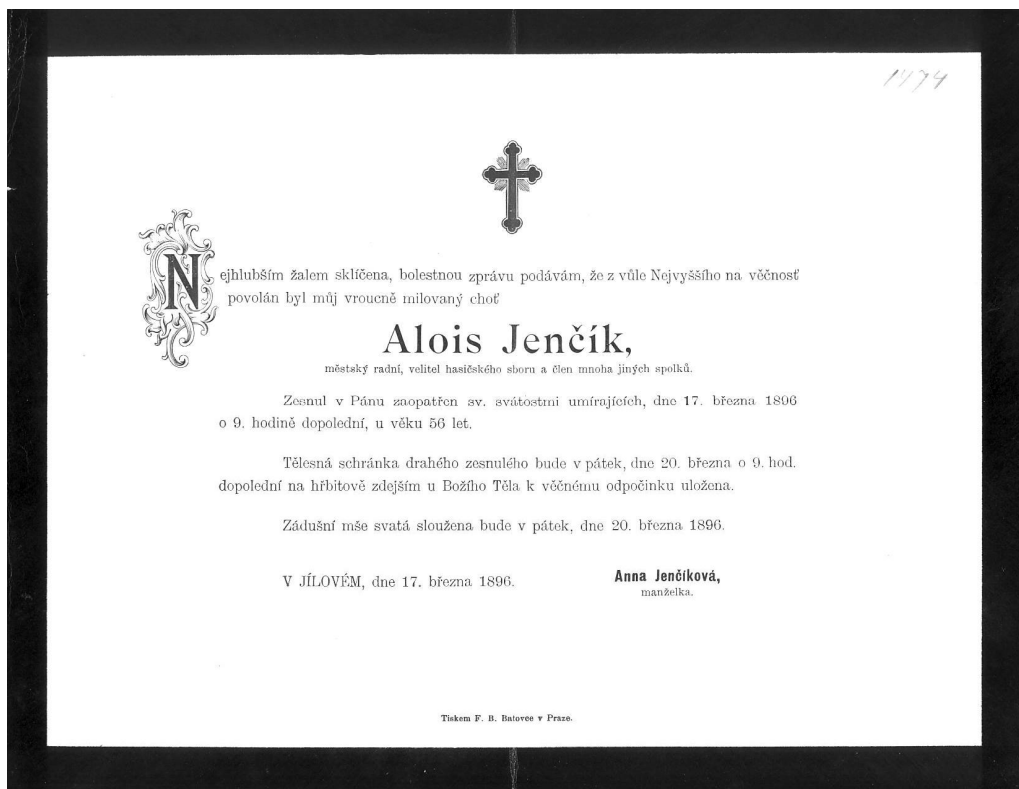 1474
Nejhlubším žalem sklíčena, bolestnou zprávu podávám, že z vůle Nejvyššího na věčnosť
povolán byl můj vroucně milovaný choť
Alois Jenčík,
městský radní, velitel hasičského sboru a člen mnoha jiných spolků.
Zesnul v Pánu zaopatřen sv. svátostmi umírajících, dne 17. března 1896
o 9. hodině dopolední, u věku 56 let.
Tělesná schránka drahého zesnulého bude v pátek, dne 20. března o 9. hod.
dopolední na hřbitově zdejším u Božího Těla k věčnému odpočinku uložena.
Zádušní mše svatá sloužena bude v pátek, dne 20. března 1896.
V JÍLOVÉM, dne 17. března 1896.
Anna Jenčíková,
manželka.
Tiskem F. B. Batovce v Praze.